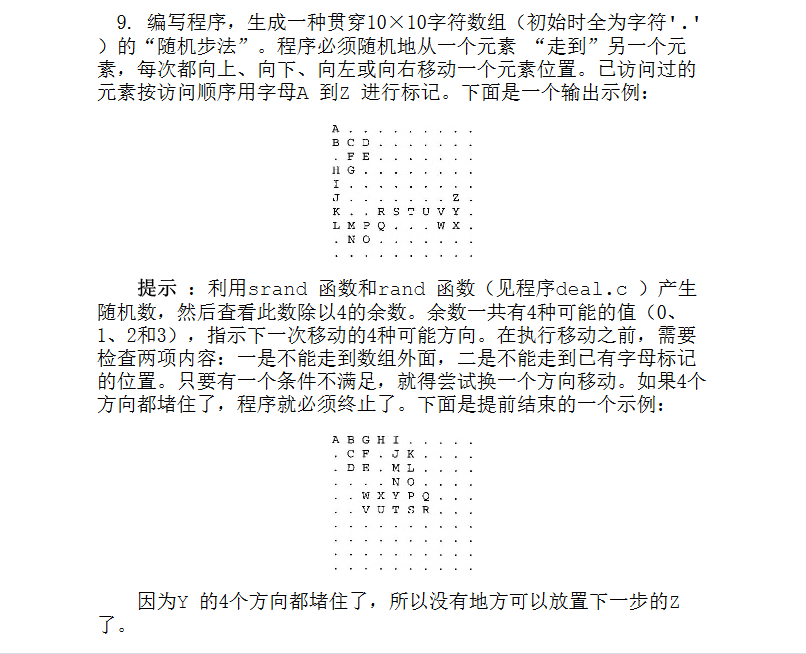 9. 编写程序，生成一种贯穿10×10字符数组（初始时全为字符'.'
）的“随机步法”。程序必须随机地从一个元素 “走到”另一个元
素，每次都向上、向下、向左或向右移动一个元素位置。已访问过的
元素按访问顺序用字母A 到Z 进行标记。下面是一个输出示例：
A . . . . . . . . .
B C D . . . . . . .
. F E . . . . . . .
H G . . . . . . . .
I . . . . . . . . .
J . . . . . . . Z .
K . . R S T U V Y .
L M P Q . . . W X .
. N O . . . . . . .
. . . . . . . . . .
提示 ：利用srand 函数和rand 函数（见程序deal.c ）产生
随机数，然后查看此数除以4的余数。余数一共有4种可能的值（0、
1、2和3），指示下一次移动的4种可能方向。在执行移动之前，需要
检查两项内容：一是不能走到数组外面，二是不能走到已有字母标记
的位置。只要有一个条件不满足，就得尝试换一个方向移动。如果4个
方向都堵住了，程序就必须终止了。下面是提前结束的一个示例：
A B G H I . . . . .
. C F . J K . . . .
. D E . M L . . . .
. . . . N O . . . .
. . W X Y P Q . . .
. . V U T S R . . .
. . . . . . . . . .
. . . . . . . . . .
. . . . . . . . . .
. . . . . . . . . .
因为Y 的4个方向都堵住了，所以没有地方可以放置下一步的Z
了。